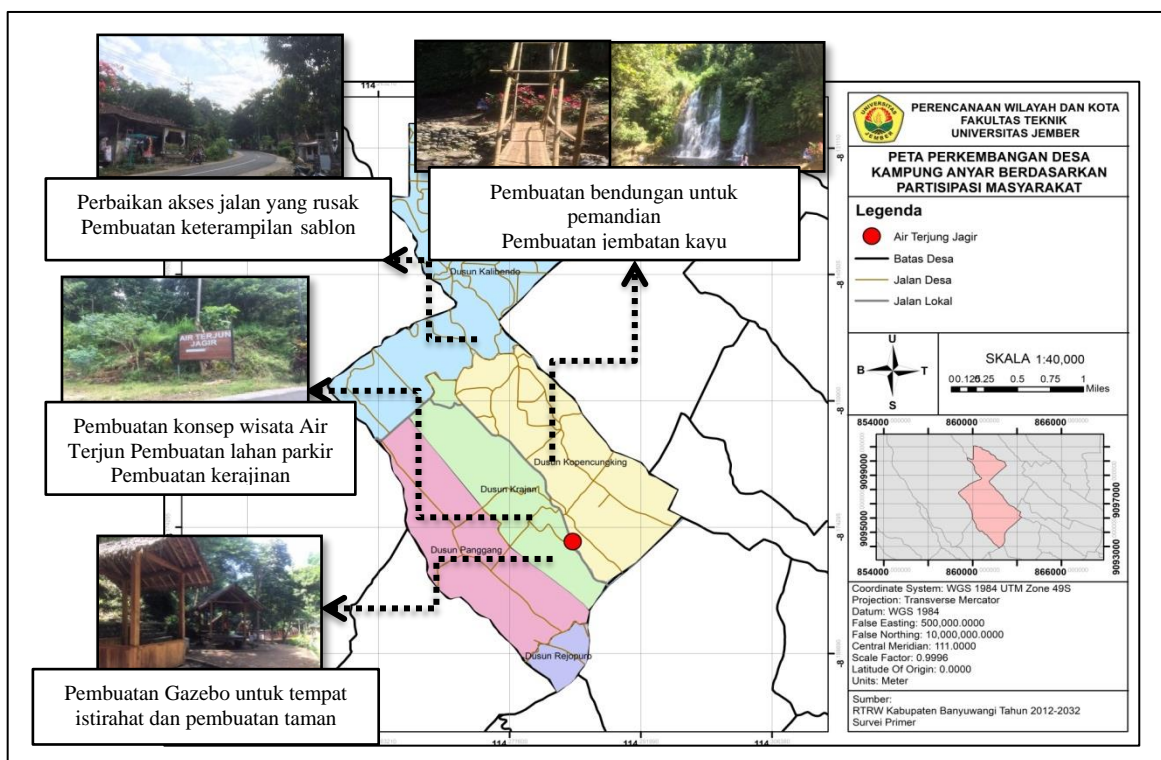 114
Perbaikan akses jalan yang rusak
Pembuatan keterampilan sablon
Pembuatan bendungan untuk
pemandian
Pembuatan jembatan kayu
AIR TERJUN
JAGIR
Pembuatan konsep wisata Air
Terjun Pembuatan lahan parkir
Pembuatan kerajinan
Pembuatan Gazebo untuk tempat
istirahat dan pembuatan taman
Dusun Kalibendo
Dusun Kopencungking
Dusun Krajan
Dusun Panggang
Dusun Rejopuro
114
114
114
UNIVERSITAS
JEMBER
PERENCANAAN WILAYAH DAN KOTA
FAKULTAS TEKNIK
UNIVERSITAS JEMBER
PETA PERKEMBANGAN DESA
KAMPUNG ANYAR BERDASARKAN
PARTISIPASI MASYARAKAT
Legenda
Air Terjung Jagir
Batas Desa
Jalan Desa
Jalan Lokal
U
B T
S
SKALA 1:40,000
0 0.125 0.25 0.5 0.75 1
Miles
854000 860000 866000
9099000
9095000
9097000
9093000
854000 860000 866000
Coordinate System: WGS 1984 UTM Zone 49S
Projection: Transverse Mercator
Datum: WGS 1984
False Easting: 500,000.0000
False Northing: 10,000,000.0000
Central Meridian: 111.0000
Scale Factor: 0.9996
Latitude Of Origin: 0.0000
Units: Meter
Sumber:
RTRW Kabupaten Banyuwangi Tahun 2012-2032
Survei Primer